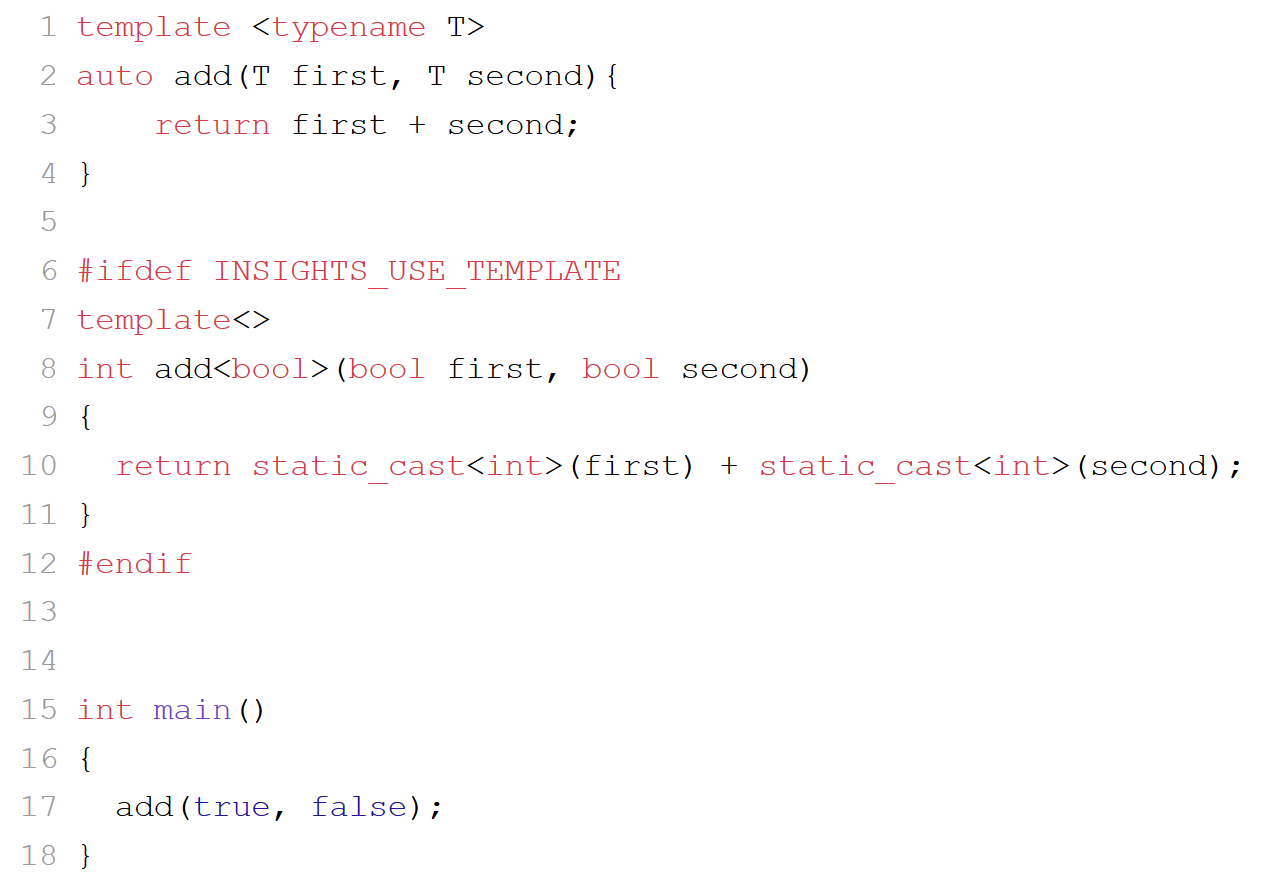 1 template <typename T>
2 auto add(T first, T second){
3     return first + second;
4 }
5
6 #ifdef INSIGHTS_USE_TEMPLATE
7 template<>
8 int add<bool>(bool first, bool second)
9 {
10   return static_cast<int>(first) + static_cast<int>(second);
11 }
12 #endif
13
14
15 int main()
16 {
17   add(true, false);
18 }